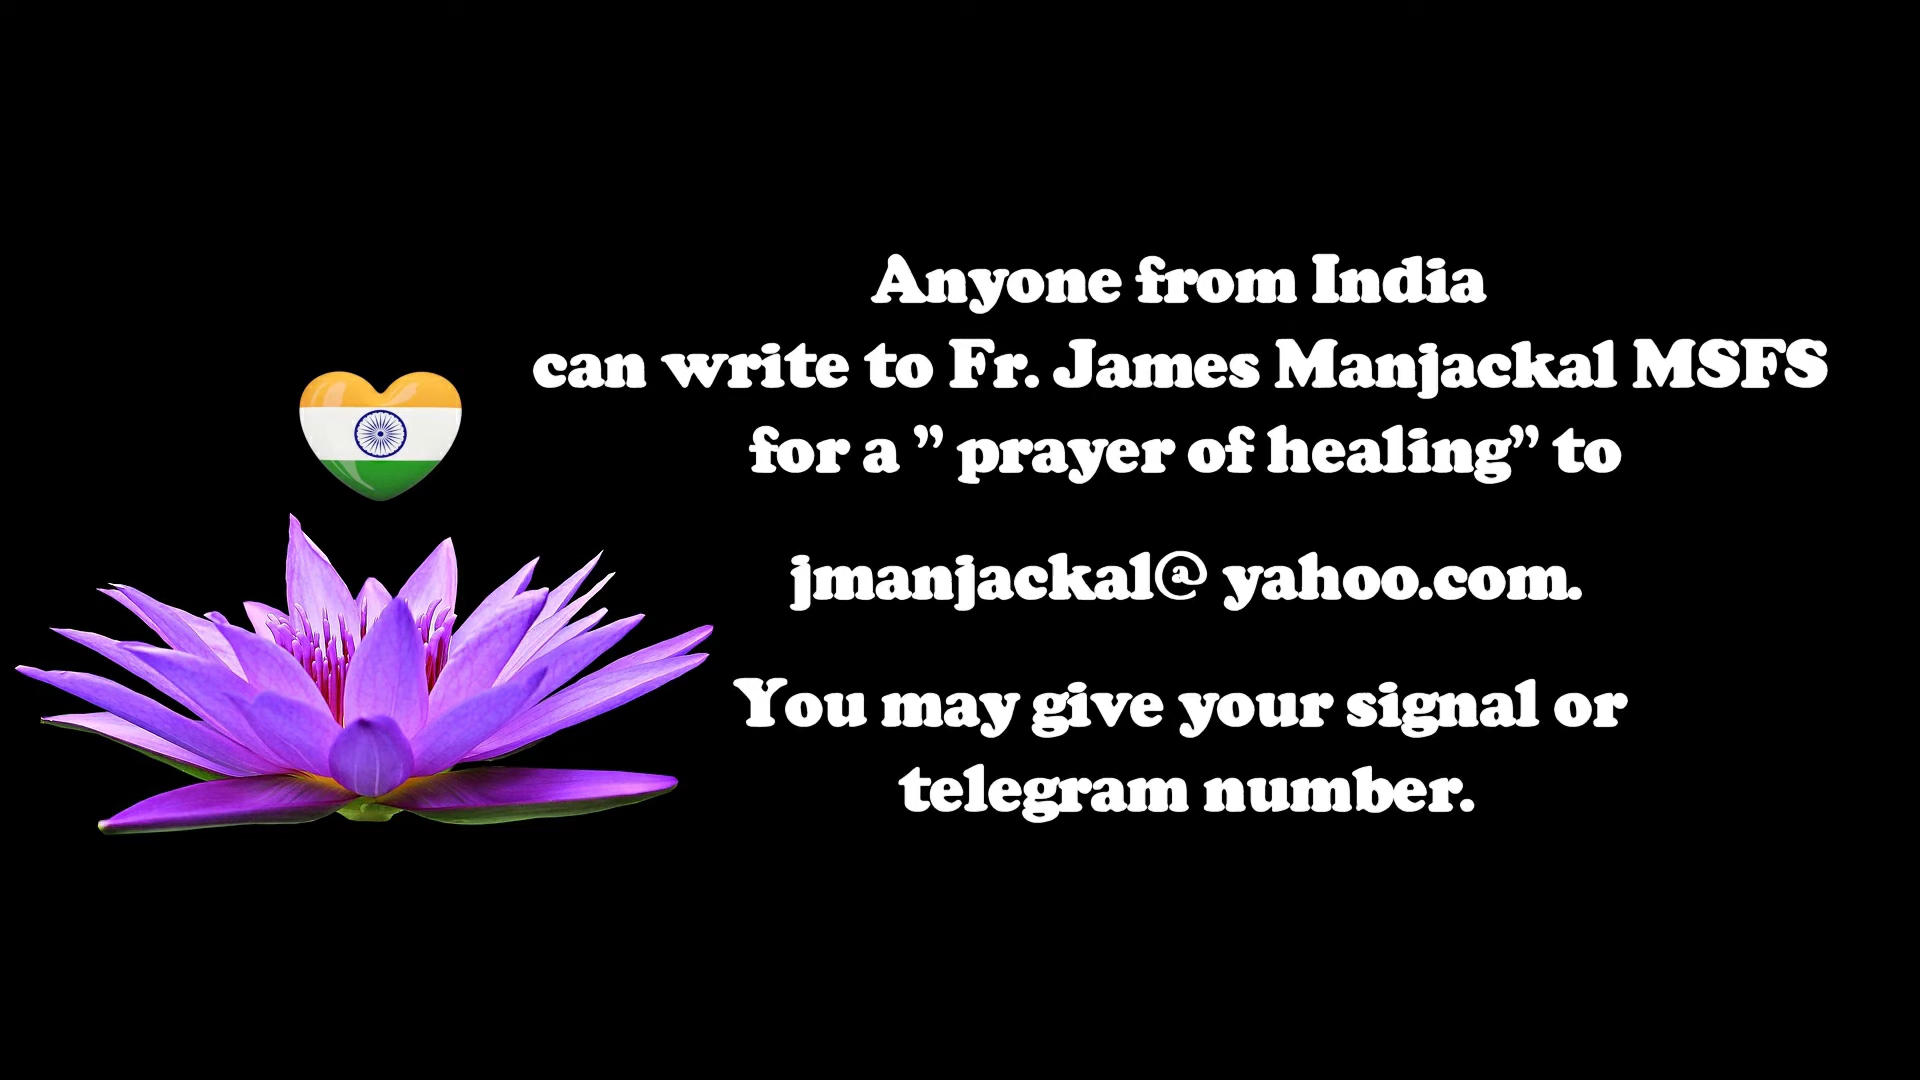 Anyone from India
can write to Fr. James Manjackal MSFS
for a ” prayer of healing” to
jmanjackal@ yahoo.com.
You may give your signal or
telegram number.